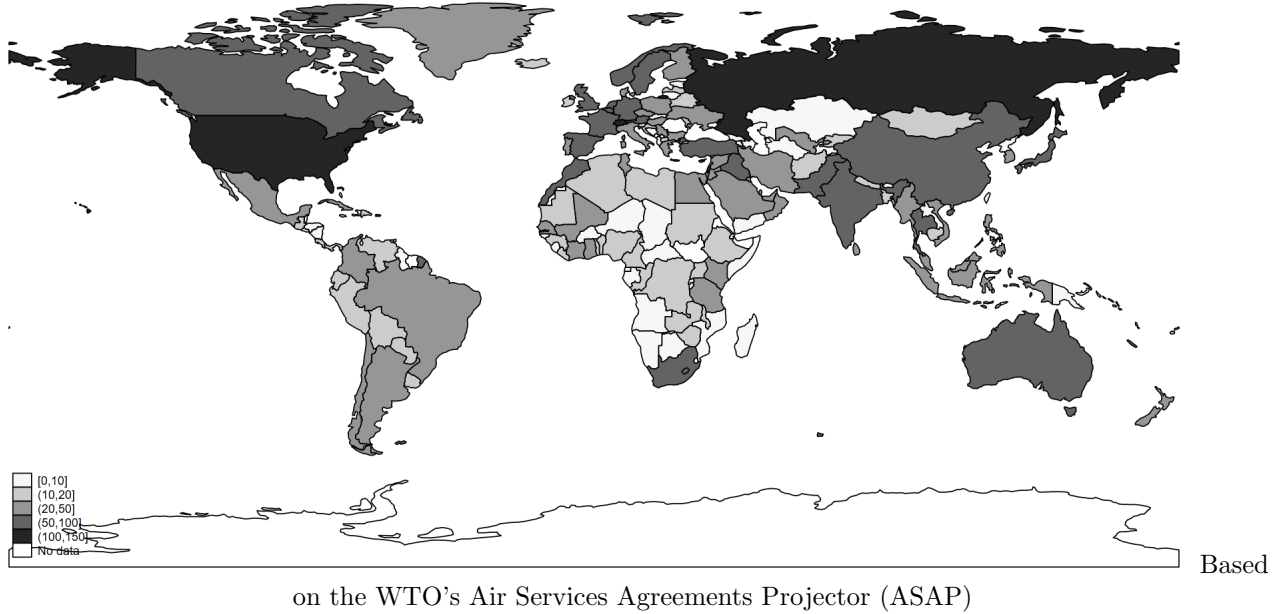 [0,10]
(10,20]
(20,50]
(50,100]
(100,150]
No data
Based
on the WTO's Air Services Agreements Projector (ASAP)